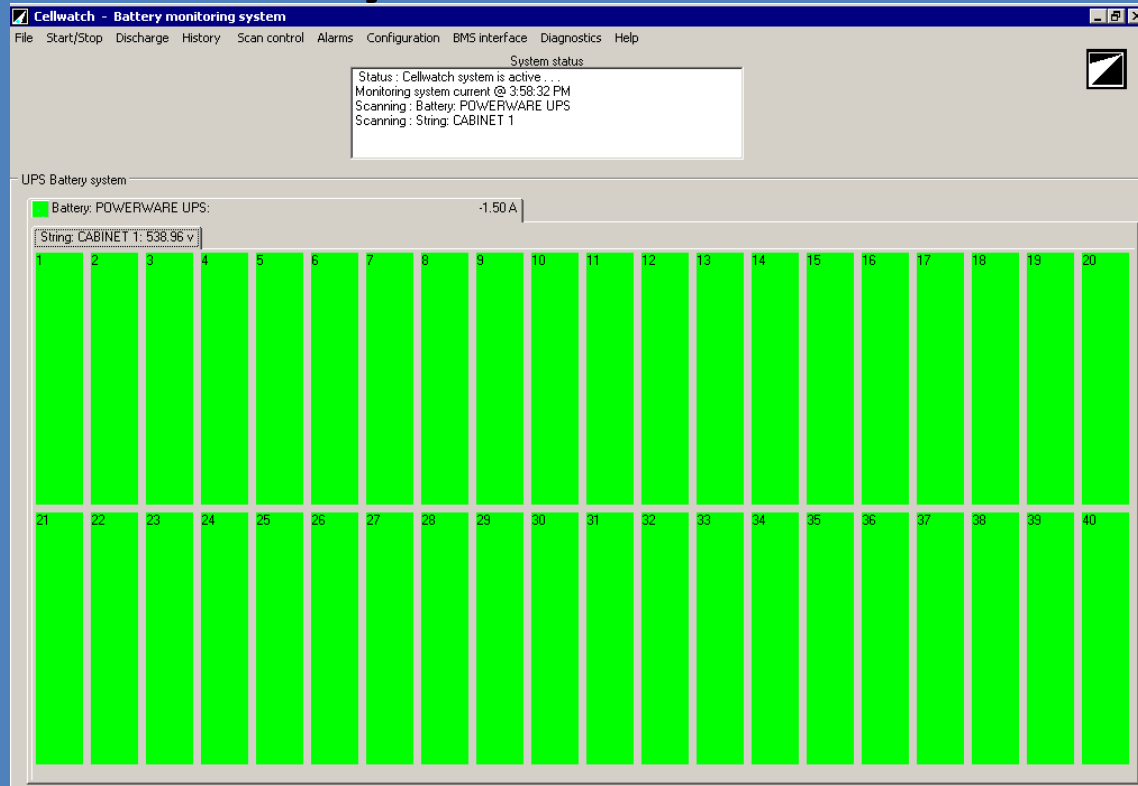 Cellwatch - Battery monitoring system
File Start/Stop Discharge History Scan control Alarms Configuration BMS interface Diagnostics Help
System status
Status : Cellwatch system is active . . .
Monitoring system current @ 3:58:32 PM
Scanning : Battery: POWERWARE UPS
Scanning : String: CABINET 1
UPS Battery system
Battery: POWERWARE UPS: -1.50 A
String: CABINET 1: 538.96 v
1 2 3 4 5 6 7 8 9 10 11 12 13 14 15 16 17 18 19 20
21 22 23 24 25 26 27 28 29 30 31 32 33 34 35 36 37 38 39 40